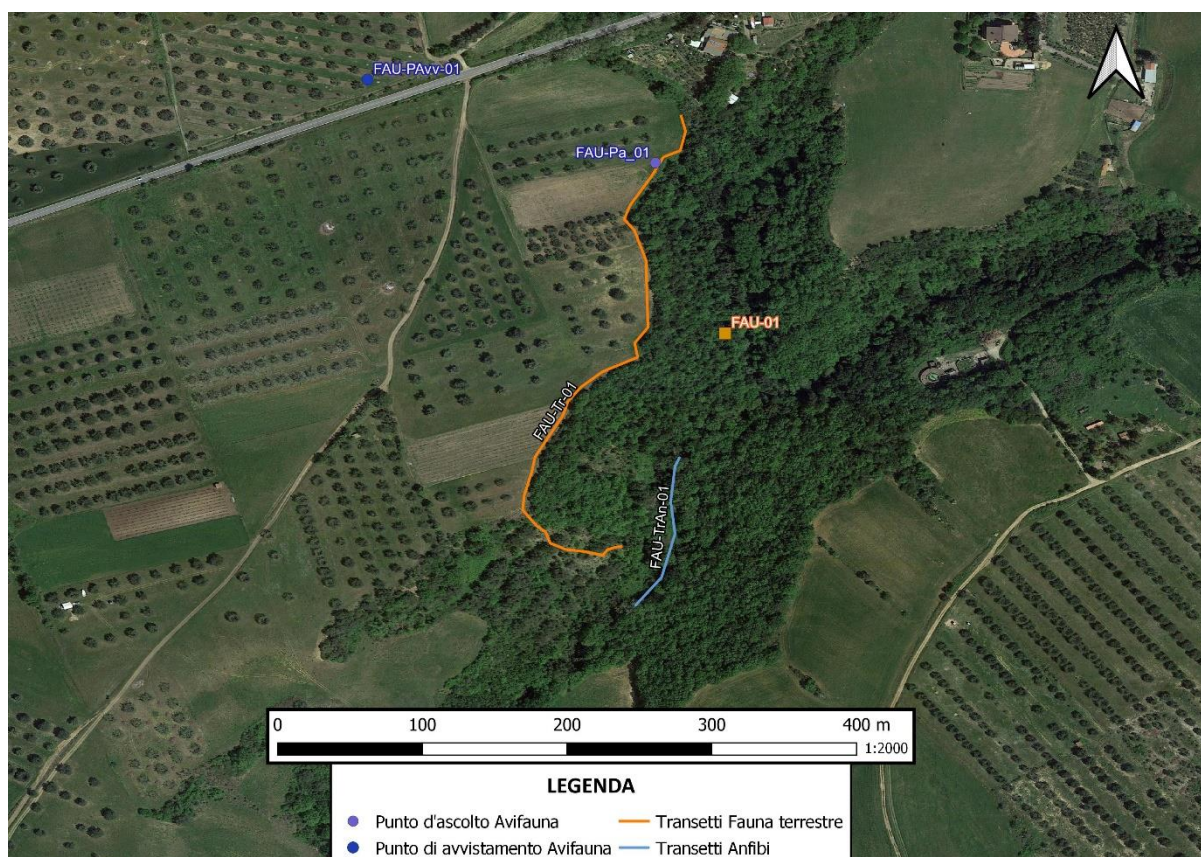 FAU-PAvv-01
FAU-Pa_01
FAU-01
FAU-Tr-01
FAU-TrAn-01
0 100 200 300 400 m
1:2000
LEGENDA
Punto d'ascolto Avifauna
Transetti Fauna terrestre
Punto di avvistamento Avifauna
Transetti Anfibi